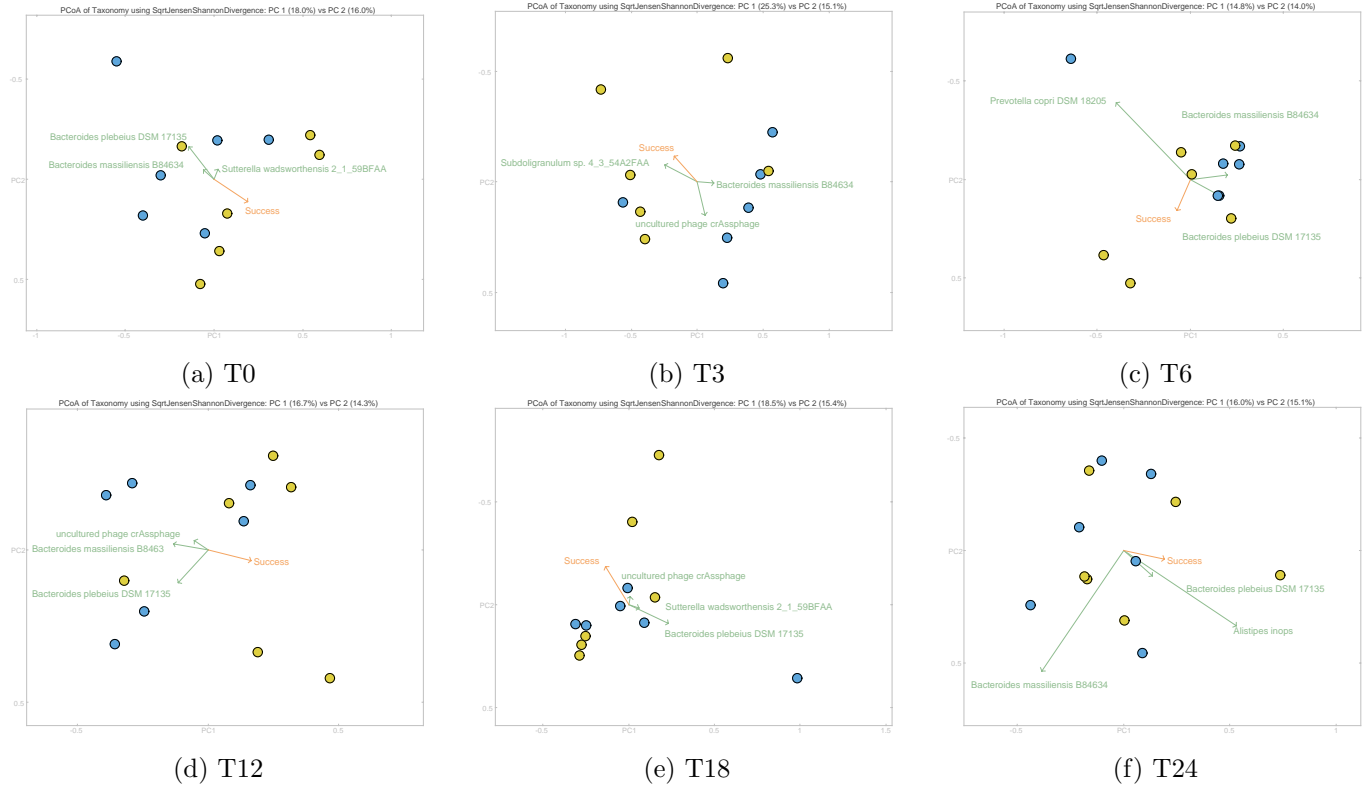 PCoA of Taxonomy using SqrtJensenShannonDivergence: PC 1 (18.0%) vs PC 2 (16.0%)
-0.5
Bacteroides plebeius DSM 17135
Bacteroides massiliensis B84634
Sutterella wadsworthensis 2_1_59BFAA
PC2
Success
0.5
-1
-0.5
PC1
0.5
1
(a) T0
PCoA of Taxonomy using SqrtJensenShannonDivergence: PC 1 (25.3%) vs PC 2 (15.1%)
-0.5
Success
Subdoligranulum sp. 4_3_54A2FAA
PC2
Bacteroides massiliensis B84634
uncultured phage crAssphage
0.5
-1
-0.5
PC1
0.5
1
1.5
(b) T3
PCoA of Taxonomy using SqrtJensenShannonDivergence: PC 1 (14.8%) vs PC 2 (14.0%)
-0.5
Prevotella copri DSM 18205
Bacteroides massiliensis B84634
PC2
Success
Bacteroides plebeius DSM 17135
0.5
-0.5
PC1
0.5
(c) T6
PCoA of Taxonomy using SqrtJensenShannonDivergence: PC 1 (16.7%) vs PC 2 (14.3%)
uncultured phage crAssphage
Bacteroides massiliensis B8463
PC2
Success
Bacteroides plebeius DSM 17135
0.5
-0.5
PC1
0.5
(d) T12
PCoA of Taxonomy using SqrtJensenShannonDivergence: PC 1 (18.5%) vs PC 2 (15.4%)
-0.5
Success
uncultured phage crAssphage
PC2
Sutterella wadsworthensis 2_1_59BFAA
Bacteroides plebeius DSM 17135
0.5
-0.5
PC1
0.5
1
1.5
(e) T18
PCoA of Taxonomy using SqrtJensenShannonDivergence: PC 1 (16.0%) vs PC 2 (15.1%)
-0.5
PC2
Success
Bacteroides plebeius DSM 17135
Alistipes inops
0.5
Bacteroides massiliensis B84634
-0.5
PC1
0.5
1
(f) T24